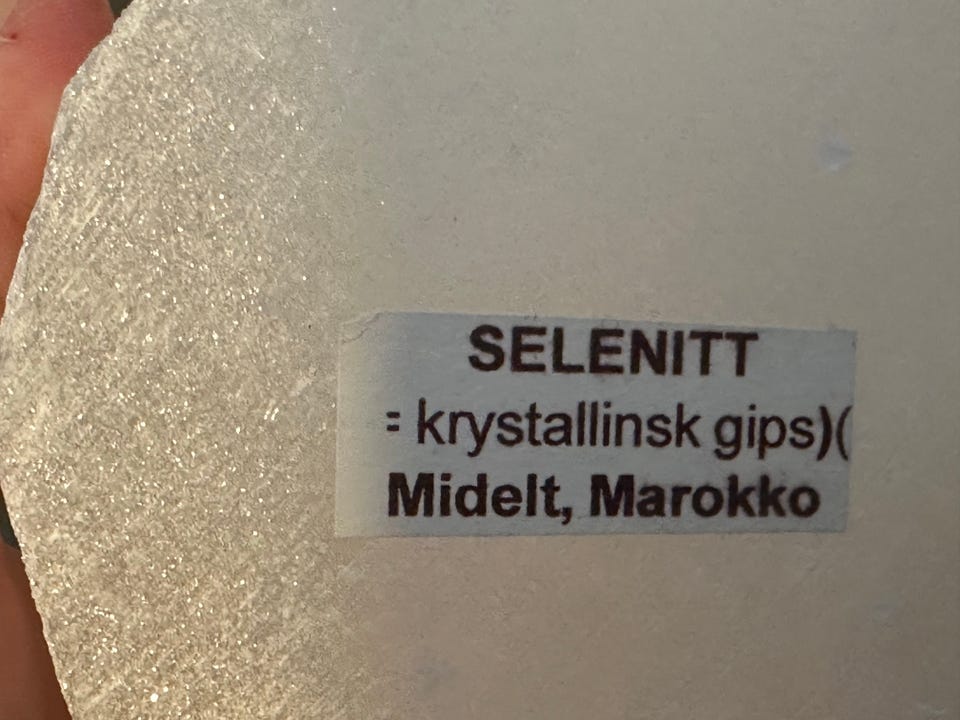 SELENITT
= krystallinsk gips)(
Midelt, Marokko